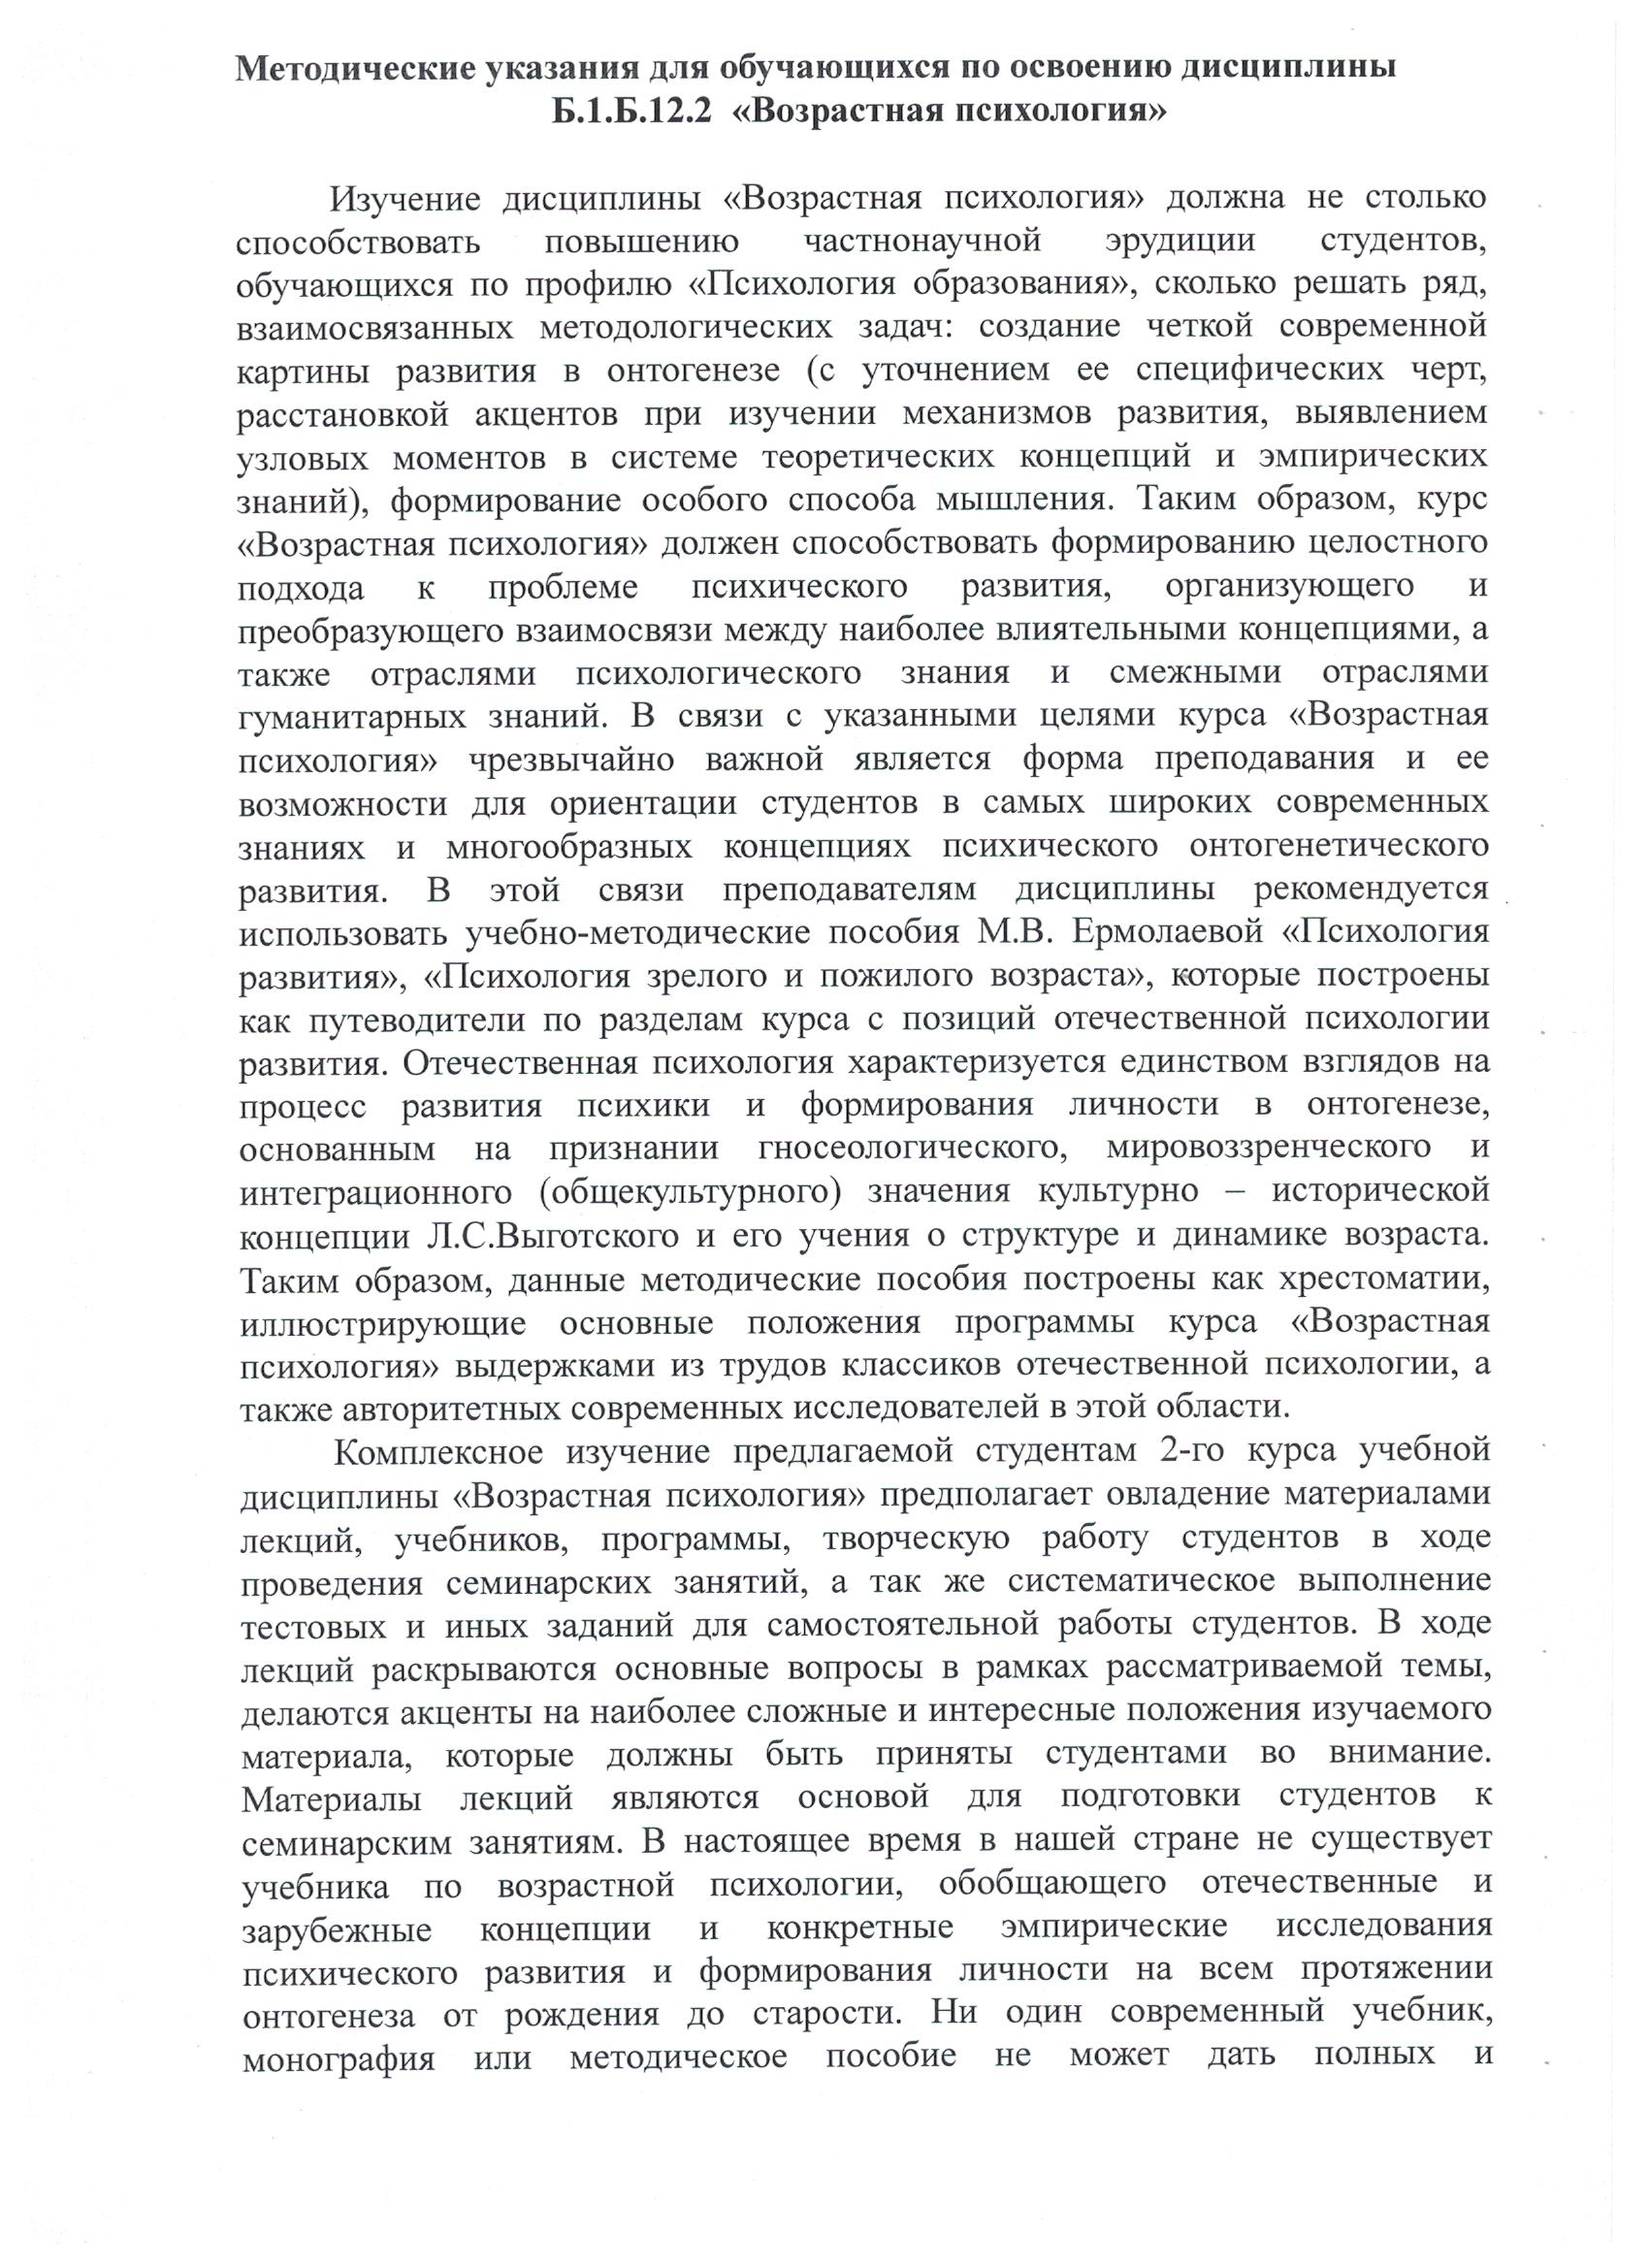 Методические указания для обучающихся по освоению дисциплины
Б.1.Б.12.2 «Возрастная психология»
Изучение дисциплины «Возрастная психология» должна не столько
способствовать повышению частнонаучной эрудиции студентов,
обучающихся по профилю «Психология образования», сколько решать ряд,
взаимосвязанных методологических задач: создание четкой современной
картины развития в онтогенезе (с уточнением ее специфических черт,
расстановкой акцентов при изучении механизмов развития, выявлением
узловых моментов в системе теоретических концепций и эмпирических
знаний), формирование особого способа мышления. Таким образом, курс
«Возрастная психология» должен способствовать формированию целостного
подхода к проблеме психического развития, организующего и
преобразующего взаимосвязи между наиболее влиятельными концепциями, а
также отраслями психологического знания и смежными отраслями
гуманитарных знаний. В связи с указанными целями курса «Возрастная
психология» чрезвычайно важной является форма преподавания и ее
возможности для ориентации студентов в самых широких современных
знаниях и многообразных концепциях психического онтогенетического
развития. В этой связи преподавателям дисциплины рекомендуется
использовать учебно-методические пособия М.В. Ермолаевой «Психология
развития», «Психология зрелого и пожилого возраста», которые построены
как путеводители по разделам курса с позиций отечественной психологии
развития. Отечественная психология характеризуется единством взглядов на
процесс развития психики и формирования личности в онтогенезе,
основанным на признании гносеологического, мировоззренческого и
интеграционного (общекультурного) значения культурно – исторической
концепции Л.С.Выготского и его учения о структуре и динамике возраста.
Таким образом, данные методические пособия построены как хрестоматии,
иллюстрирующие основные положения программы курса «Возрастная
психология» выдержками из трудов классиков отечественной психологии, а
также авторитетных современных исследователей в этой области.
Комплексное изучение предлагаемой студентам 2-го курса учебной
дисциплины «Возрастная психология» предполагает овладение материалами
лекций, учебников, программы, творческую работу студентов в ходе
проведения семинарских занятий, а так же систематическое выполнение
тестовых и иных заданий для самостоятельной работы студентов. В ходе
лекций раскрываются основные вопросы в рамках рассматриваемой темы,
делаются акценты на наиболее сложные и интересные положения изучаемого
материала, которые должны быть приняты студентами во внимание.
Материалы лекций являются основой для подготовки студентов к
семинарским занятиям. В настоящее время в нашей стране не существует
учебника по возрастной психологии, обобщающего отечественные и
зарубежные концепции и конкретные эмпирические исследования
психического развития и формирования личности на всем протяжении
онтогенеза от рождения до старости. Ни один современный учебник,
монография или методическое пособие не может дать полных и